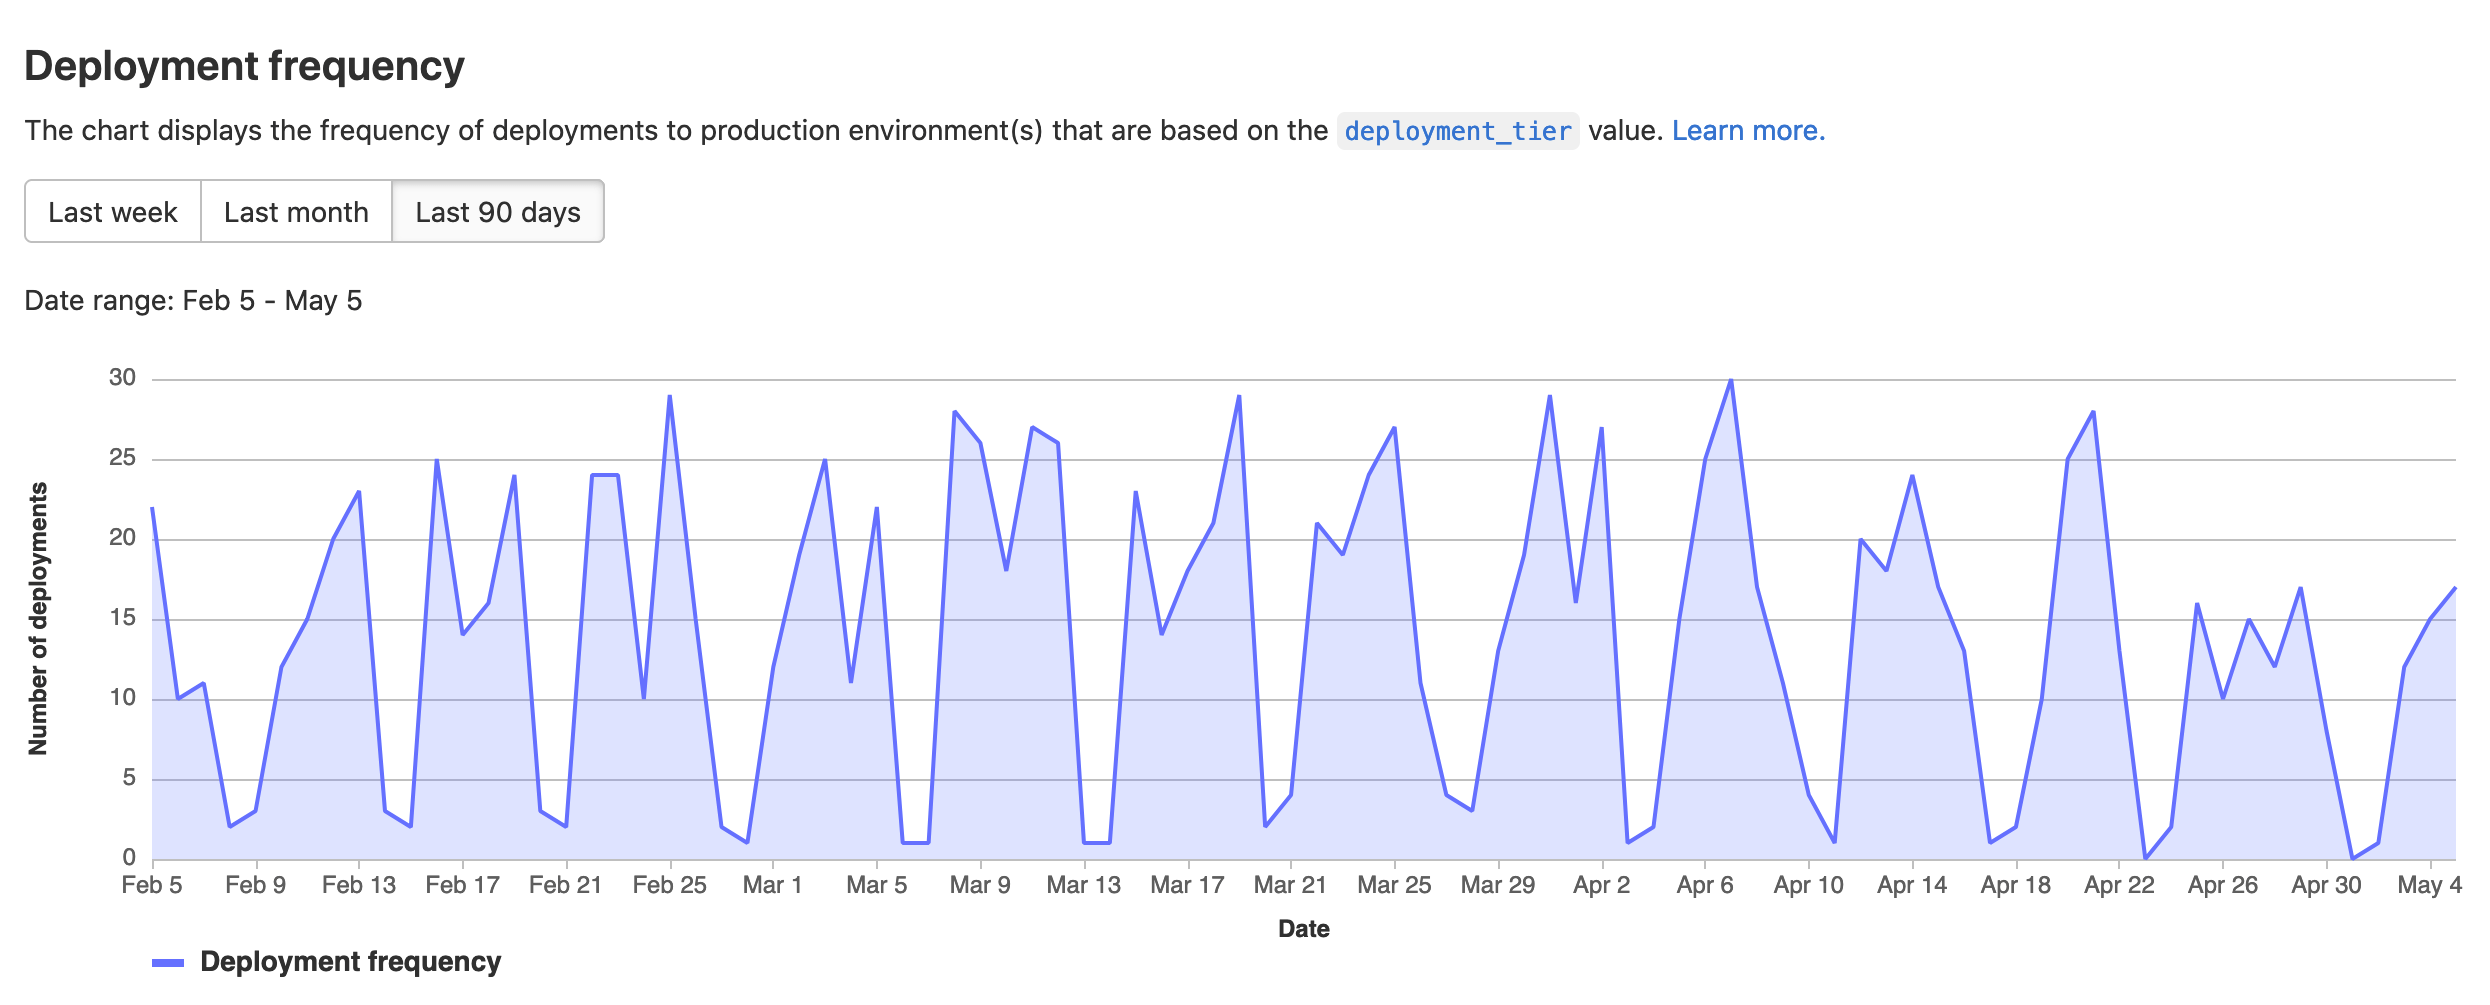 Deployment frequency
The chart displays the frequency of deployments to production environment(s) that are based on the deployment_tier value. Learn more.
Last week Last month Last 90 days
Date range: Feb 5 - May 5
Number of deployments
30
25
20
15
10
5
0
Feb 5 Feb 9 Feb 13 Feb 17 Feb 21 Feb 25 Mar 1 Mar 5 Mar 9 Mar 13 Mar 17 Mar 21 Mar 25 Mar 29 Apr 2 Apr 6 Apr 10 Apr 14 Apr 18 Apr 22 Apr 26 Apr 30 May 4
Date
Deployment frequency